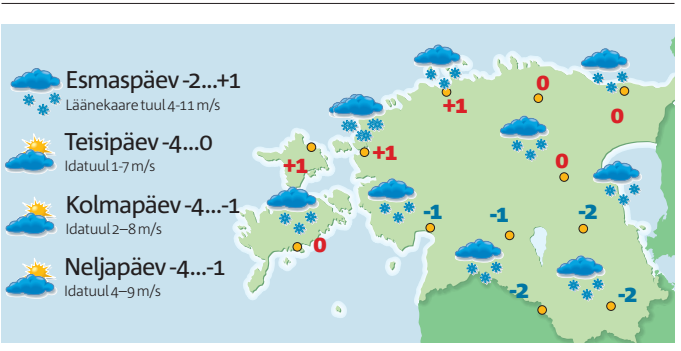 Esmaspäev -2...+1
Läänekaare tuul 4-11 m/s
Teisipäev -4...0
Idatuul 1-7 m/s
Kolmapäev -4...-1
Idatuul 2–8 m/s
Neljapäev -4...-1
Idatuul 4–9 m/s
+1
0
0
+1
0
+1
-1
-1
-2
0
-2
-2